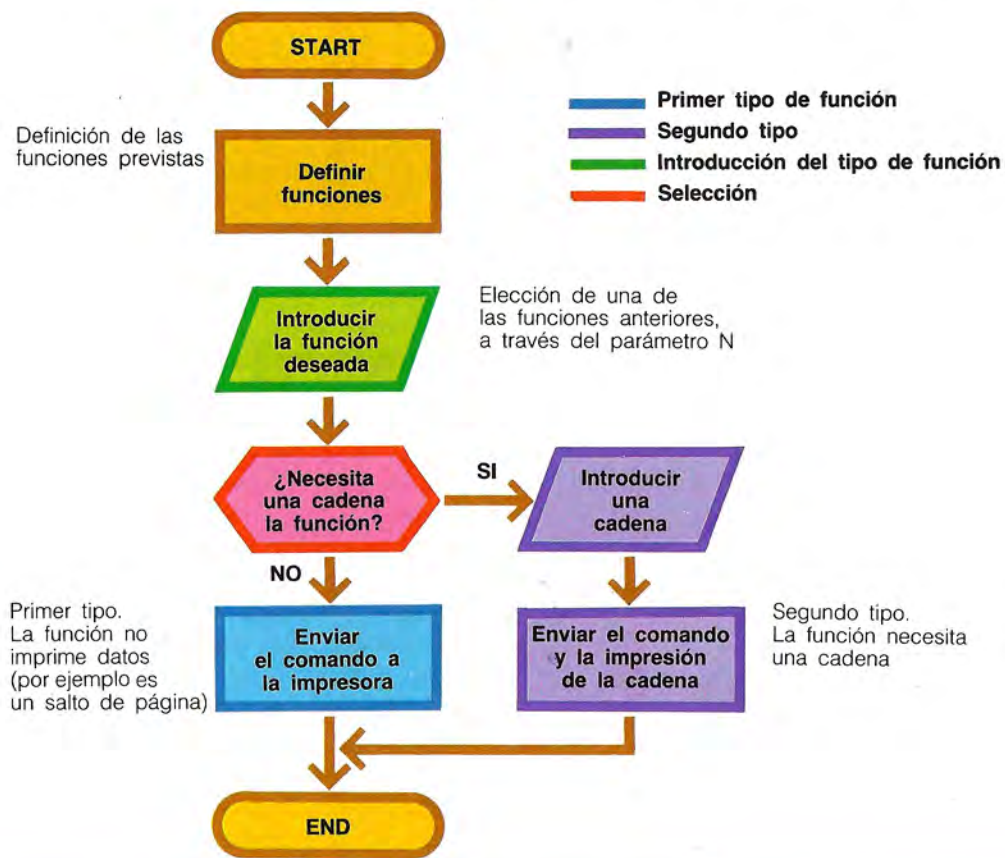 START
Primer tipo de función
Segundo tipo
Introducción del tipo de función
Selección
Definición de las
funciones previstas
Definir
funciones
Introducir
la función
deseada
Elección de una de
las funciones anteriores,
a través del parámetro N
¿Necesita
una cadena
la función?
SI
Introducir
una
cadena
NO
Primer tipo.
La función no
imprime datos
(por ejemplo es
un salto de página)
Enviar
el comando a
la impresora
Enviar el comando
y la impresión
de la cadena
Segundo tipo.
La función necesita
una cadena
END